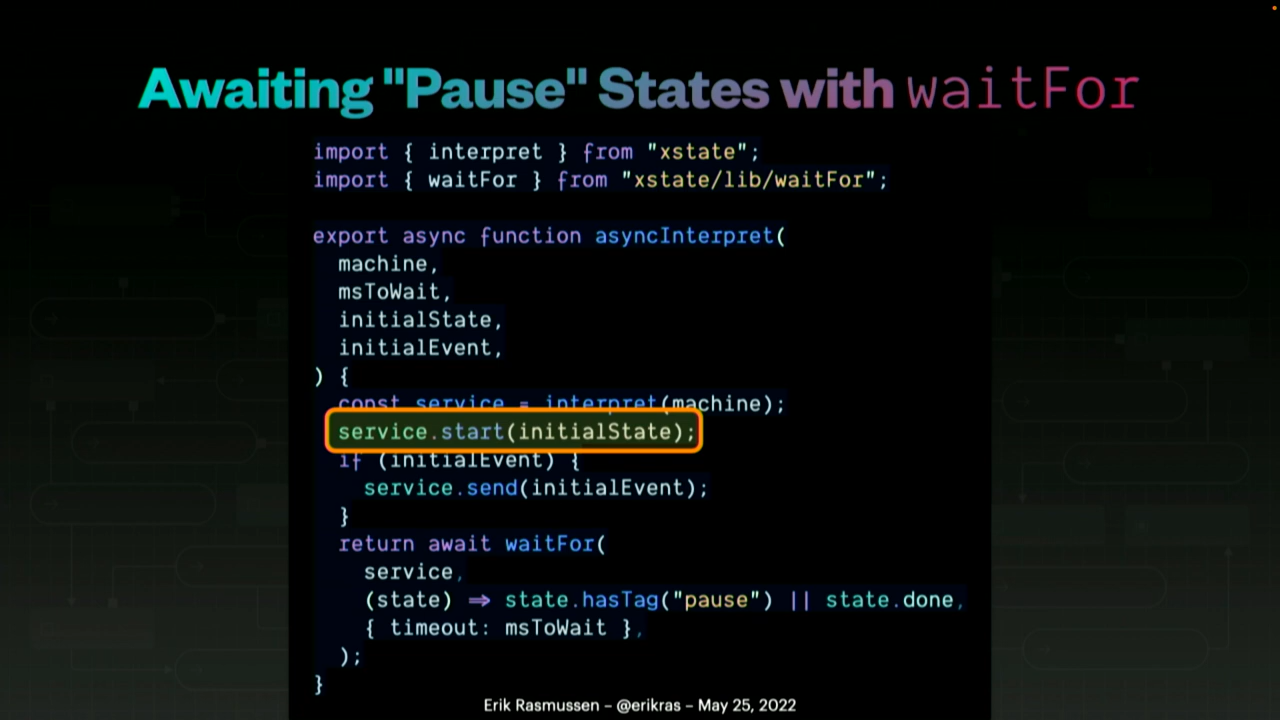 Awaiting "Pause" States with waitFor
import { interpret } from "xstate";
import { waitFor } from "xstate/lib/waitFor";
export async function asyncInterpret(
machine,
msToWait,
initialState,
initialEvent,
) {
const service = interpret(machine);
service.start(initialState);
if (initialEvent) {
service.send(initialEvent);
}
return await waitFor(
service,
(state) => state.hasTag("pause") || state.done,
{ timeout: msToWait },
);
}
Erik Rasmussen – @erikras – May 25, 2022